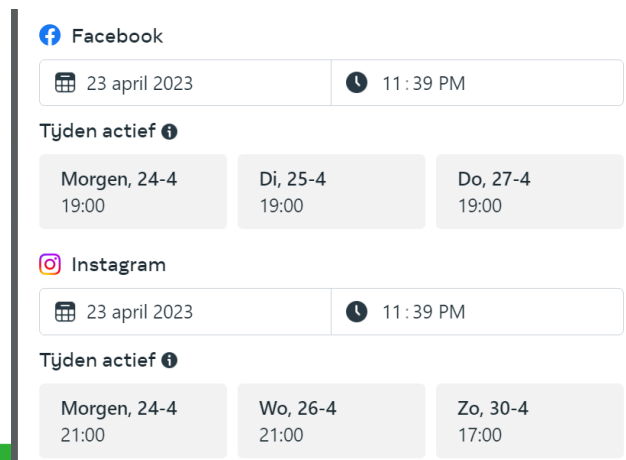 Facebook
23 april 2023 11:39 PM
Tijden actief
Morgen, 24-4 Di, 25-4 Do, 27-4
19:00 19:00 19:00
Instagram
23 april 2023 11:39 PM
Tijden actief
Morgen, 24-4 Wo, 26-4 Zo, 30-4
21:00 21:00 17:00